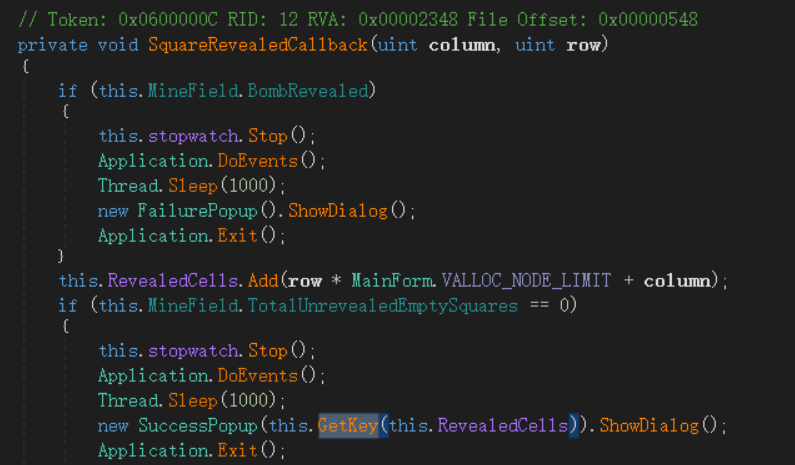 // Token: 0x0600000C RID: 12 RVA: 0x00002348 File Offset: 0x00000548
private void SquareRevealedCallback(uint column, uint row)
{
    if (this.MineField.BombRevealed)
    {
        this.stopwatch.Stop();
        Application.DoEvents();
        Thread.Sleep(1000);
        new FailurePopup().ShowDialog();
        Application.Exit();
    }
    this.RevealedCells.Add(row * MainForm.VALLOC_NODE_LIMIT + column);
    if (this.MineField.TotalUnrevealedEmptySquares == 0)
    {
        this.stopwatch.Stop();
        Application.DoEvents();
        Thread.Sleep(1000);
        new SuccessPopup(this.GetKey(this.RevealedCells)).ShowDialog();
        Application.Exit();